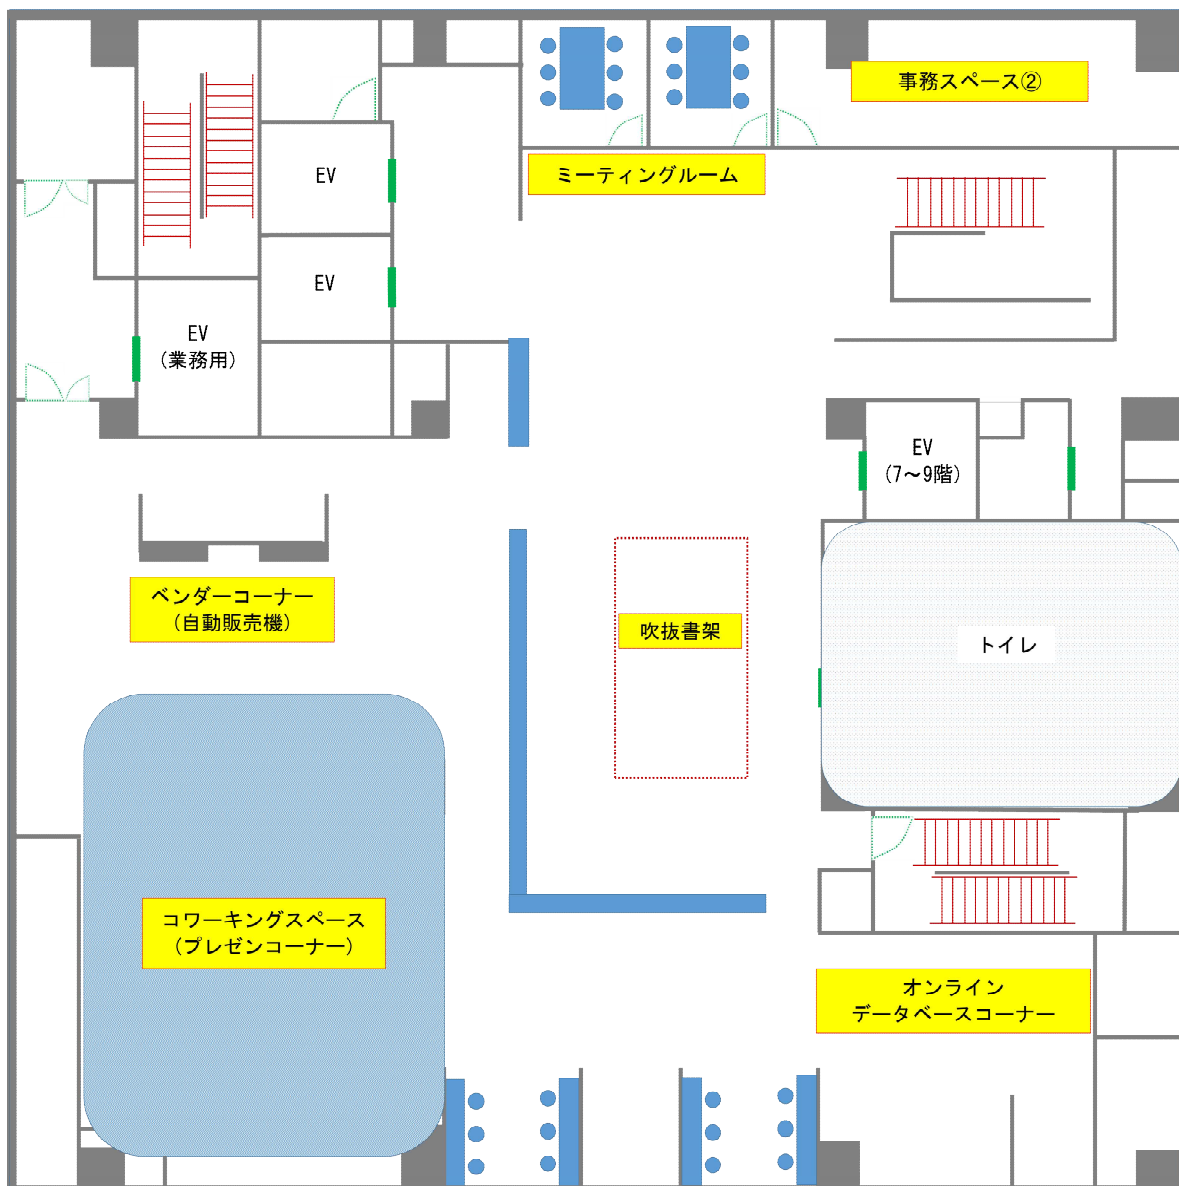 事務スペース②
ミーティングルーム
EV
EV
EV
（業務用）
EV
（7～9階）
ベンダーコーナー
（自動販売機）
吹抜書架
トイレ
コワーキングスペース
（プレゼンコーナー）
オンライン
データベースコーナー